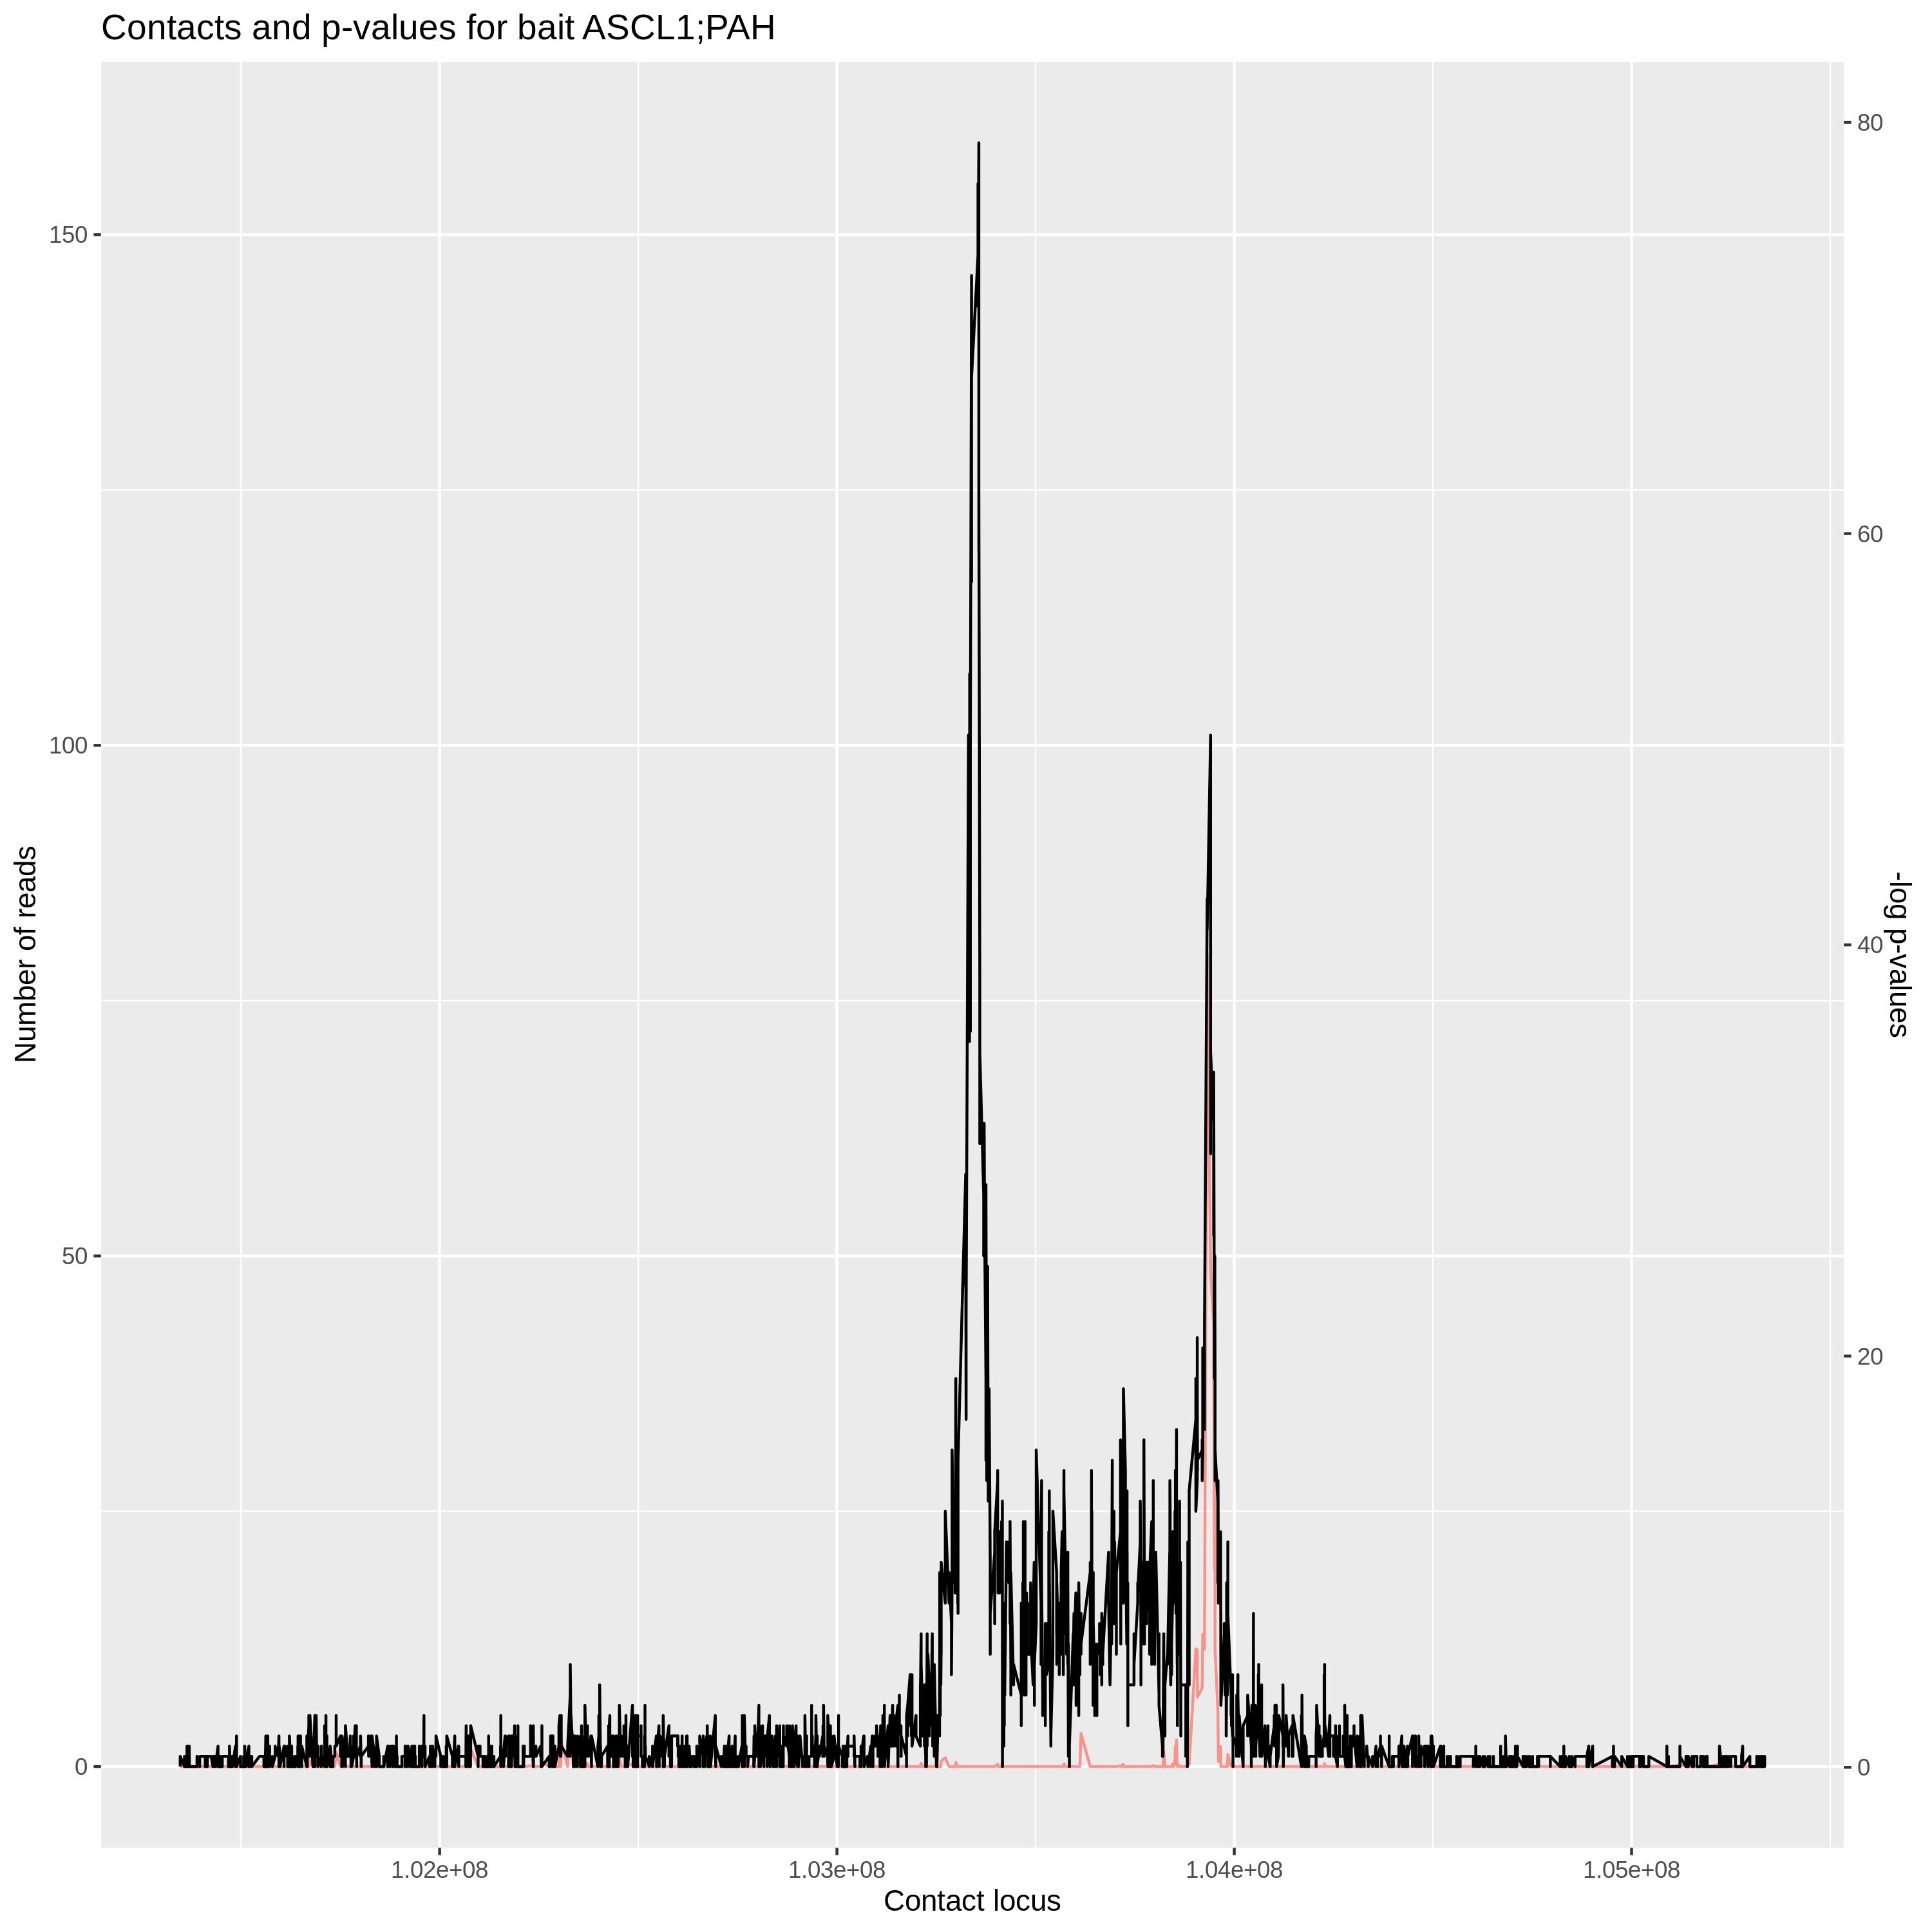 Contacts and p-values for bait ASCL1;PAH
Number of reads
150
100
50
0
80
60
40
20
0
-log p-values
1.02e+08
1.03e+08
1.04e+08
1.05e+08
Contact locus